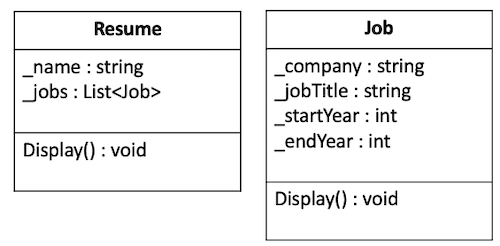 Resume
_name : string
_jobs : List<Job>
Display() : void
Job
_company : string
_jobTitle : string
_startYear : int
_endYear : int
Display() : void